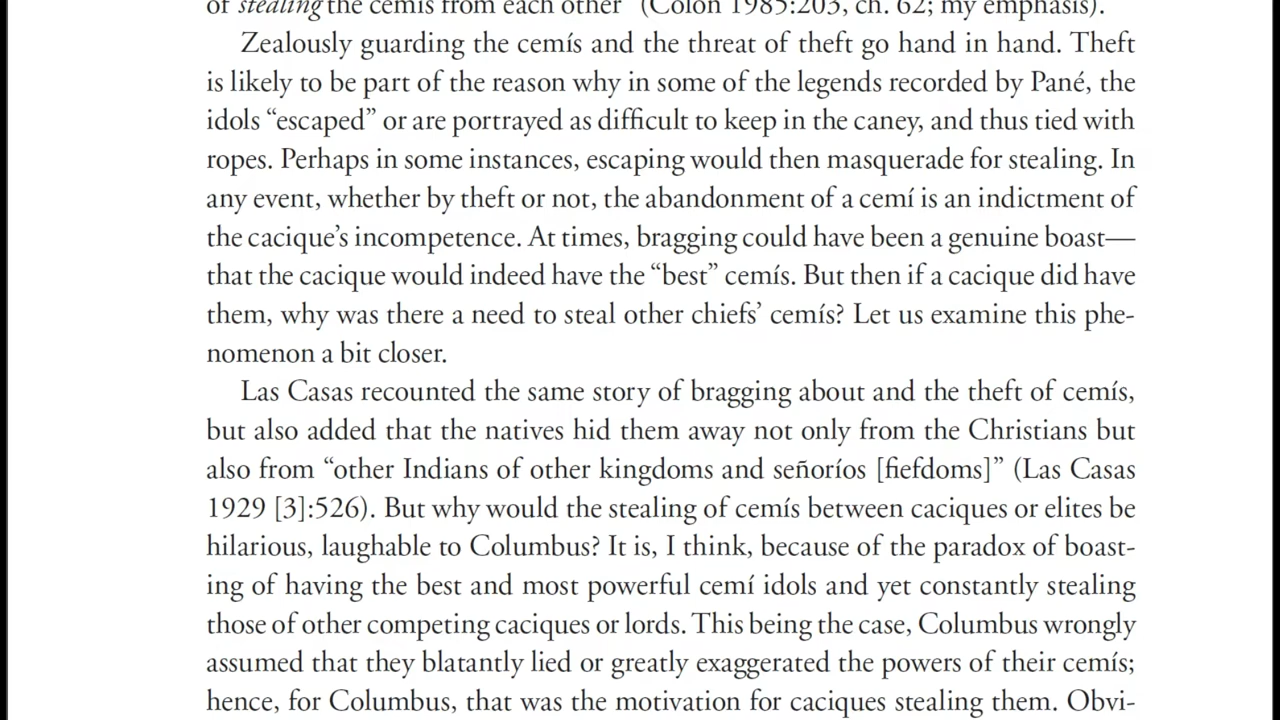 of stealing the cemís from each other” (Colón 1985:203, ch. 62; my emphasis).
Zealously guarding the cemís and the threat of theft go hand in hand. Theft
is likely to be part of the reason why in some of the legends recorded by Pané, the
idols “escaped” or are portrayed as difficult to keep in the caney, and thus tied with
ropes. Perhaps in some instances, escaping would then masquerade for stealing. In
any event, whether by theft or not, the abandonment of a cemí is an indictment of
the cacique’s incompetence. At times, bragging could have been a genuine boast—
that the cacique would indeed have the “best” cemís. But then if a cacique did have
them, why was there a need to steal other chiefs’ cemís? Let us examine this phe-
nomenon a bit closer.
Las Casas recounted the same story of bragging about and the theft of cemís,
but also added that the natives hid them away not only from the Christians but
also from “other Indians of other kingdoms and señoríos [fiefdoms]” (Las Casas
1929 [3]:526). But why would the stealing of cemís between caciques or elites be
hilarious, laughable to Columbus? It is, I think, because of the paradox of boast-
ing of having the best and most powerful cemí idols and yet constantly stealing
those of other competing caciques or lords. This being the case, Columbus wrongly
assumed that they blatantly lied or greatly exaggerated the powers of their cemís;
hence, for Columbus, that was the motivation for caciques stealing them. Obvi-